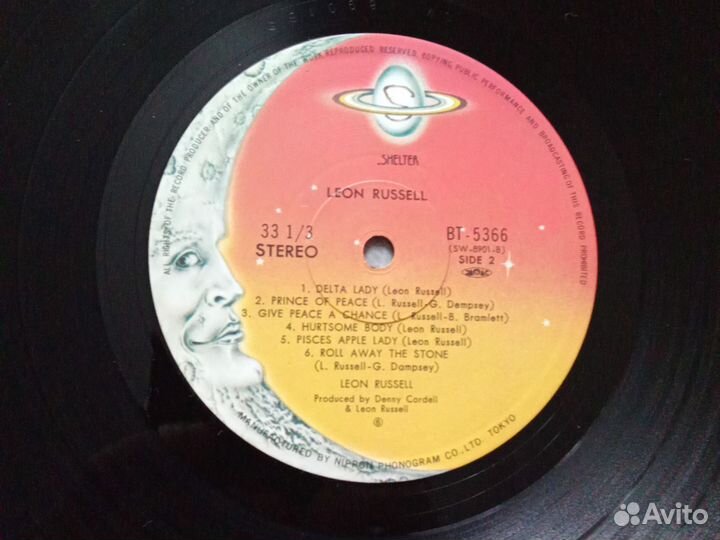 ALL RIGHTS OF THE RECORD PRODUCER AND OF THE OWNER OF THE WORK REPRODUCED RESERVED. COPYING, PUBLIC PERFORMANCE AND BROADCASTING OF THIS RECORD PROHIBITED
S
SHELTER
LEON RUSSELL
33 1/3
STEREO
BT-5366
(SW-8901-B)
SIDE 2
1. DELTA LADY (Leon Russell)
2. PRINCE OF PEACE (L. Russell-G. Dempsey)
3. GIVE PEACE A CHANCE (L. Russell-B. Bramlett)
4. HURTSOME BODY (Leon Russell)
5. PISCES APPLE LADY (Leon Russell)
6. ROLL AWAY THE STONE
(L. Russell-G. Dampsey)
LEON RUSSELL
Produced by Denny Cordell
& Leon Russell
MANUFACTURED BY NIPPON PHONOGRAM CO., LTD. TOKYO
Avito